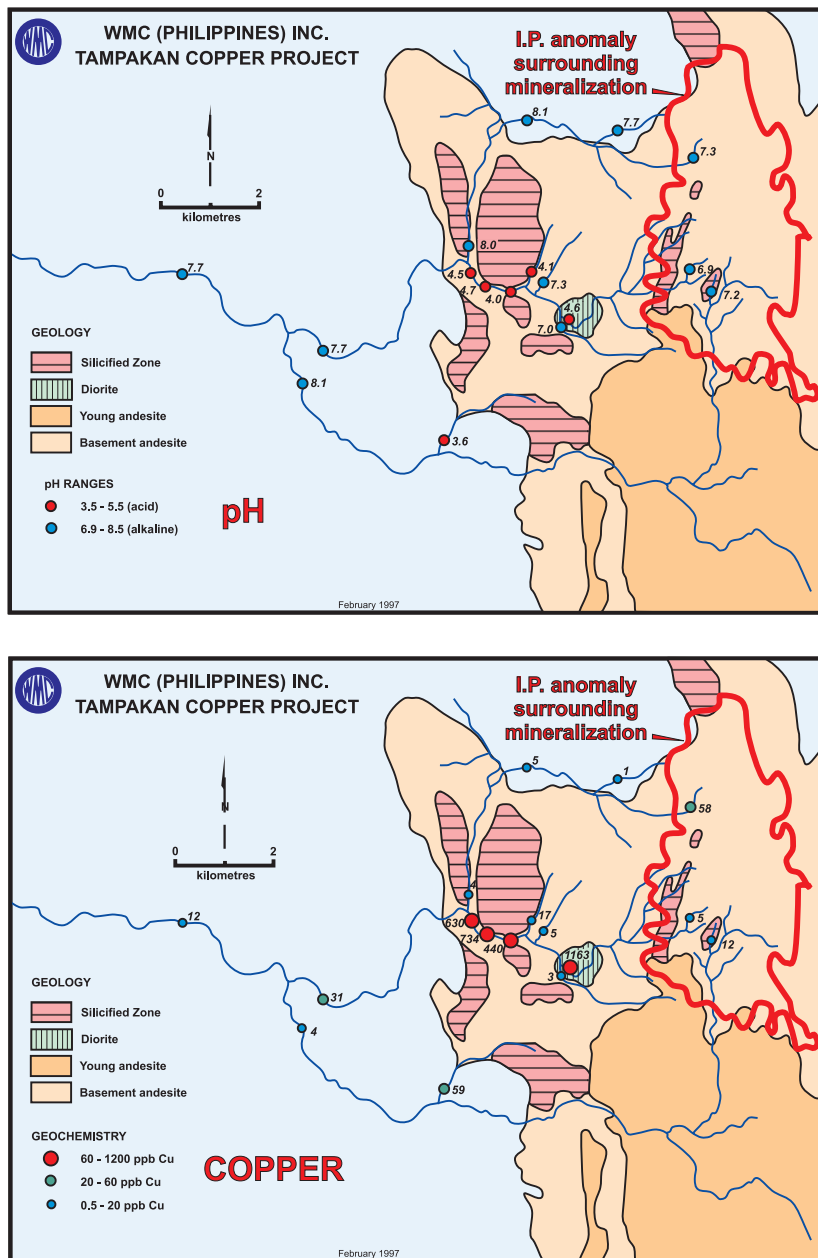 WMC
WMC (PHILIPPINES) INC.
TAMPAKAN COPPER PROJECT
I.P. anomaly
surrounding
mineralization
N
0 2
kilometres
8.1
7.7
7.3
8.0
4.5
4.7
4.0
4.1
7.3
4.6
7.0
6.9
7.2
7.7
7.7
8.1
3.6
GEOLOGY
Silicified Zone
Diorite
Young andesite
Basement andesite
pH RANGES
3.5 - 5.5 (acid)
6.9 - 8.5 (alkaline)
pH
February 1997
WMC
WMC (PHILIPPINES) INC.
TAMPAKAN COPPER PROJECT
I.P. anomaly
surrounding
mineralization
N
0 2
kilometres
5
1
58
4
630
734
440
17
5
1163
3
5
12
12
31
4
59
GEOLOGY
Silicified Zone
Diorite
Young andesite
Basement andesite
GEOCHEMISTRY
60 - 1200 ppb Cu
20 - 60 ppb Cu
0.5 - 20 ppb Cu
COPPER
February 1997